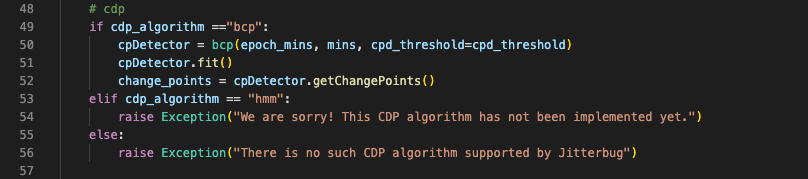 48 # cdp
49 if cdp_algorithm =="bcp":
50 cpDetector = bcp(epoch_mins, mins, cpd_threshold=cpd_threshold)
51 cpDetector.fit()
52 change_points = cpDetector.getChangePoints()
53 elif cdp_algorithm == "hmm":
54 raise Exception("We are sorry! This CDP algorithm has not been implemented yet.")
55 else:
56 raise Exception("There is no such CDP algorithm supported by Jitterbug")
57